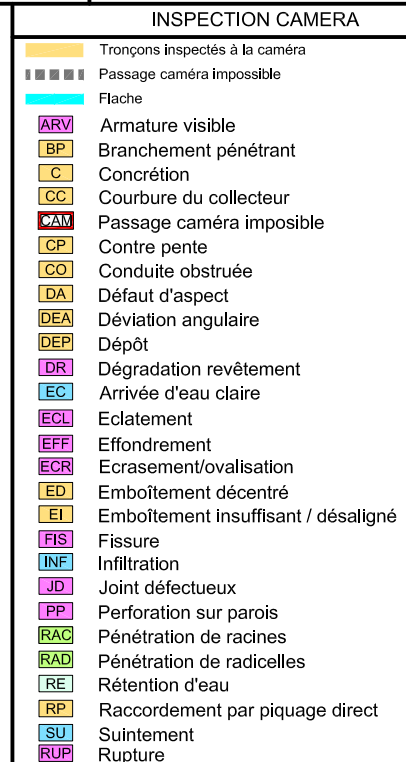 INSPECTION CAMERA
Tronçons inspectés à la caméra
Passage caméra impossible
Flache
ARV Armature visible
BP Branchement pénétrant
C Concrétion
CC Courbure du collecteur
CAM Passage caméra imposible
CP Contre pente
CO Conduite obstruée
DA Défaut d'aspect
DEA Déviation angulaire
DEP Dépôt
DR Dégradation revêtement
EC Arrivée d'eau claire
ECL Eclatement
EFF Effondrement
ECR Ecrasement/ovalisation
ED Emboîtement décentré
EI Emboîtement insuffisant / désaligné
FIS Fissure
INF Infiltration
JD Joint défectueux
PP Perforation sur parois
RAC Pénétration de racines
RAD Pénétration de radicelles
RE Rétention d'eau
RP Raccordement par piquage direct
SU Suintement
RUP Rupture